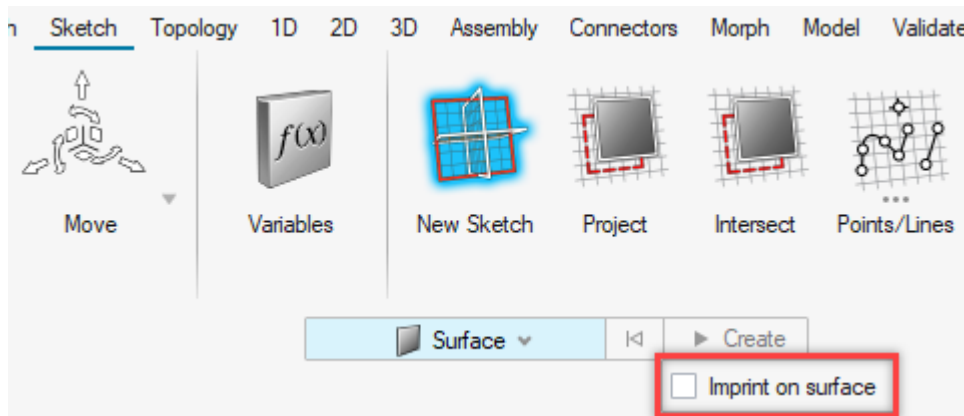 Sketch Topology 1D 2D 3D Assembly Connectors Morph Model Validate
f(x)
Move Variables New Sketch Project Intersect Points/Lines
Surface Create
Imprint on surface